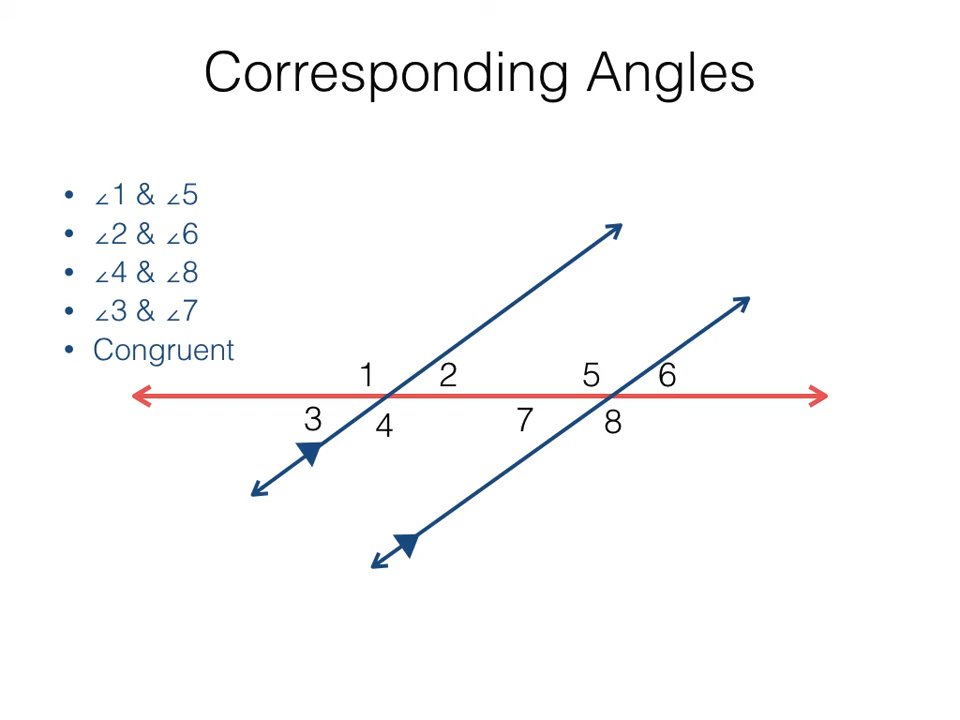 Corresponding Angles
• ∠1 & ∠5
• ∠2 & ∠6
• ∠4 & ∠8
• ∠3 & ∠7
• Congruent
1 2 5 6
3 4 7 8